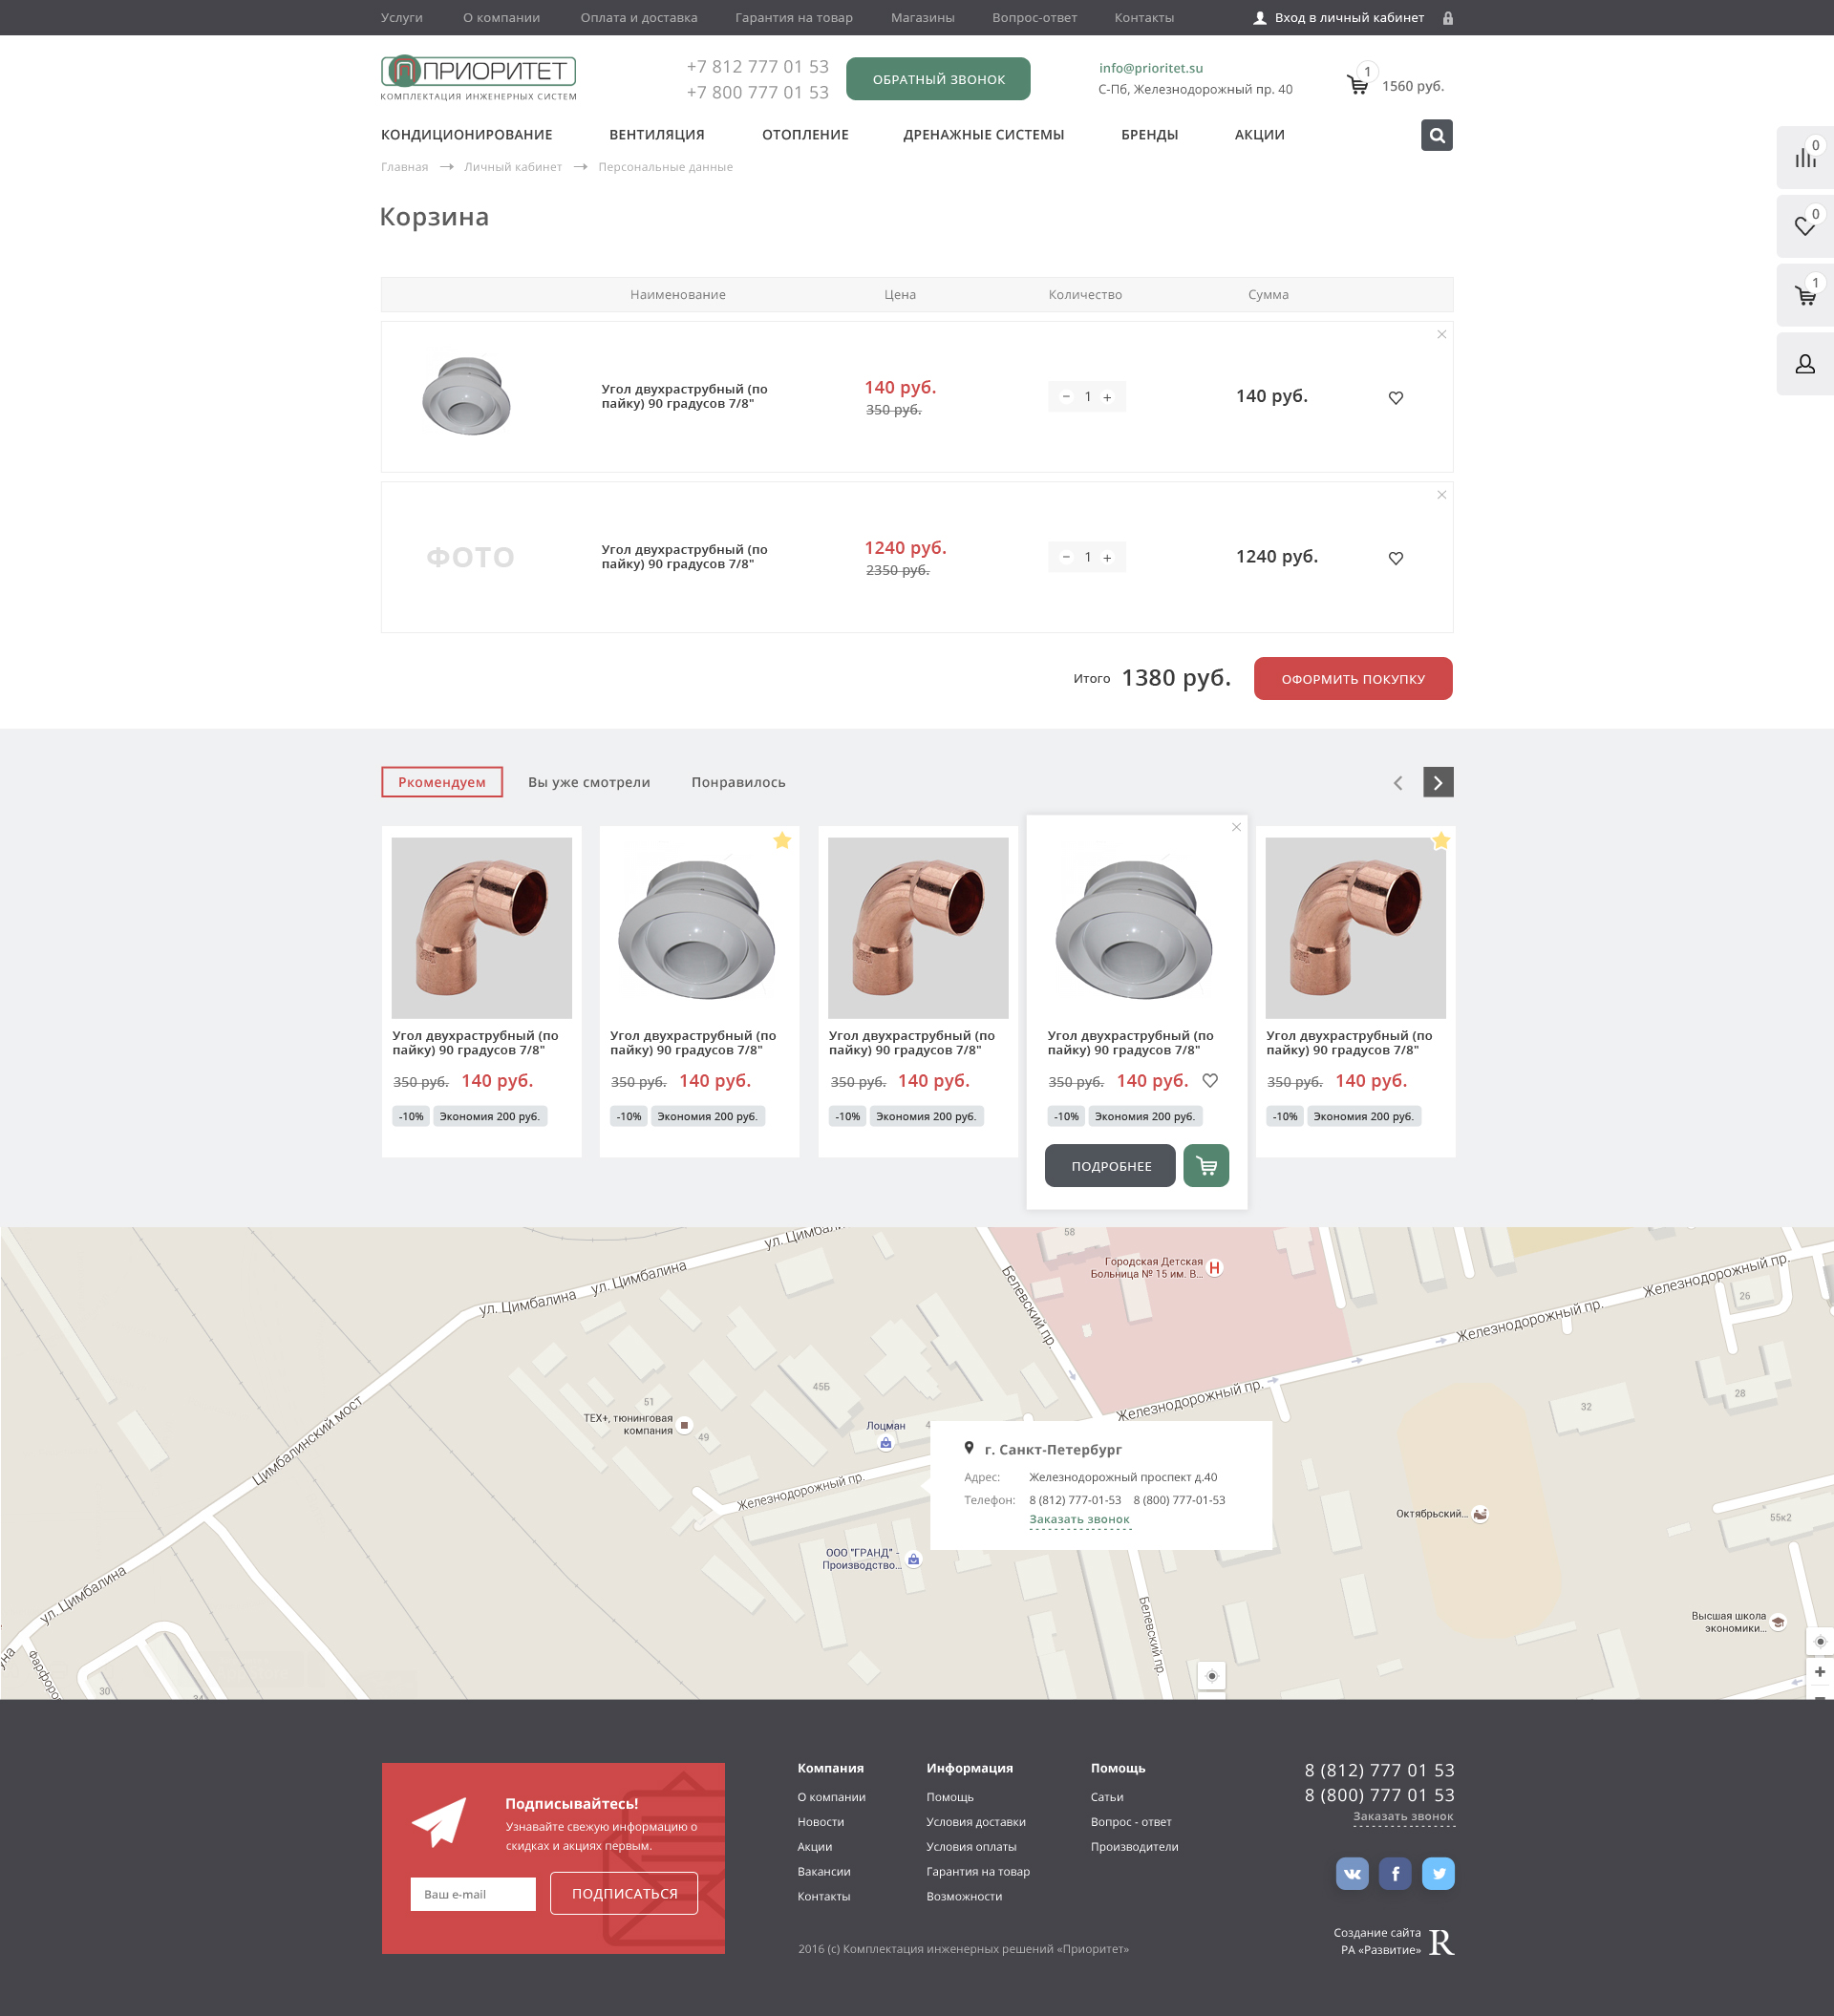 Услуги О компании Оплата и доставка Гарантия на товар Магазины Вопрос-ответ Контакты Вход в личный кабинет
ПРИОРИТЕТ
КОМПЛЕКТАЦИЯ ИНЖЕНЕРНЫХ СИСТЕМ
+7 812 777 01 53
+7 800 777 01 53
ОБРАТНЫЙ ЗВОНОК
info@prioritet.su
С-Пб, Железнодорожный пр. 40
1
1560 руб.
КОНДИЦИОНИРОВАНИЕ ВЕНТИЛЯЦИЯ ОТОПЛЕНИЕ ДРЕНАЖНЫЕ СИСТЕМЫ БРЕНДЫ АКЦИИ
Главная Личный кабинет Персональные данные
0
0
1
Корзина
Наименование Цена Количество Сумма
Угол двухраструбный (по
пайку) 90 градусов 7/8"
140 руб.
350 руб.
− 1 +
140 руб.
ФОТО
Угол двухраструбный (по
пайку) 90 градусов 7/8"
1240 руб.
2350 руб.
− 1 +
1240 руб.
Итого 1380 руб. ОФОРМИТЬ ПОКУПКУ
Ркомендуем Вы уже смотрели Понравилось
Угол двухраструбный (по
пайку) 90 градусов 7/8"
350 руб. 140 руб.
-10% Экономия 200 руб.
Угол двухраструбный (по
пайку) 90 градусов 7/8"
350 руб. 140 руб.
-10% Экономия 200 руб.
Угол двухраструбный (по
пайку) 90 градусов 7/8"
350 руб. 140 руб.
-10% Экономия 200 руб.
Угол двухраструбный (по
пайку) 90 градусов 7/8"
350 руб. 140 руб.
-10% Экономия 200 руб.
ПОДРОБНЕЕ
Угол двухраструбный (по
пайку) 90 градусов 7/8"
350 руб. 140 руб.
-10% Экономия 200 руб.
ул. Цимбалина
ул. Цимбалина
ул. Цимбалина
58
Городская Детская
Больница № 15 им. В...
H
Белевский пр.
Железнодорожный пр.
Железнодорожный пр.
Железнодорожный пр.
26
28
32
45Б
51
49
ТЕХ+, тюнинговая
компания
Лоцман
Цимбалинский мост
Железнодорожный пр.
ООО "ГРАНД" -
Производство...
г. Санкт-Петербург
Адрес: Железнодорожный проспект д.40
Телефон: 8 (812) 777-01-53 8 (800) 777-01-53
Заказать звонок
Октябрьский...
55к2
ул. Цимбалина
Белевский пр.
Высшая школа
экономики...
30
34
Подписывайтесь!
Узнавайте свежую информацию о
скидках и акциях первым.
Ваш e-mail
ПОДПИСАТЬСЯ
Компания
О компании
Новости
Акции
Вакансии
Контакты
Информация
Помощь
Условия доставки
Условия оплаты
Гарантия на товар
Возможности
Помощь
Сатьи
Вопрос - ответ
Производители
8 (812) 777 01 53
8 (800) 777 01 53
Заказать звонок
2016 (с) Комплектация инженерных решений «Приоритет»
Создание сайта
РА «Развитие»
R